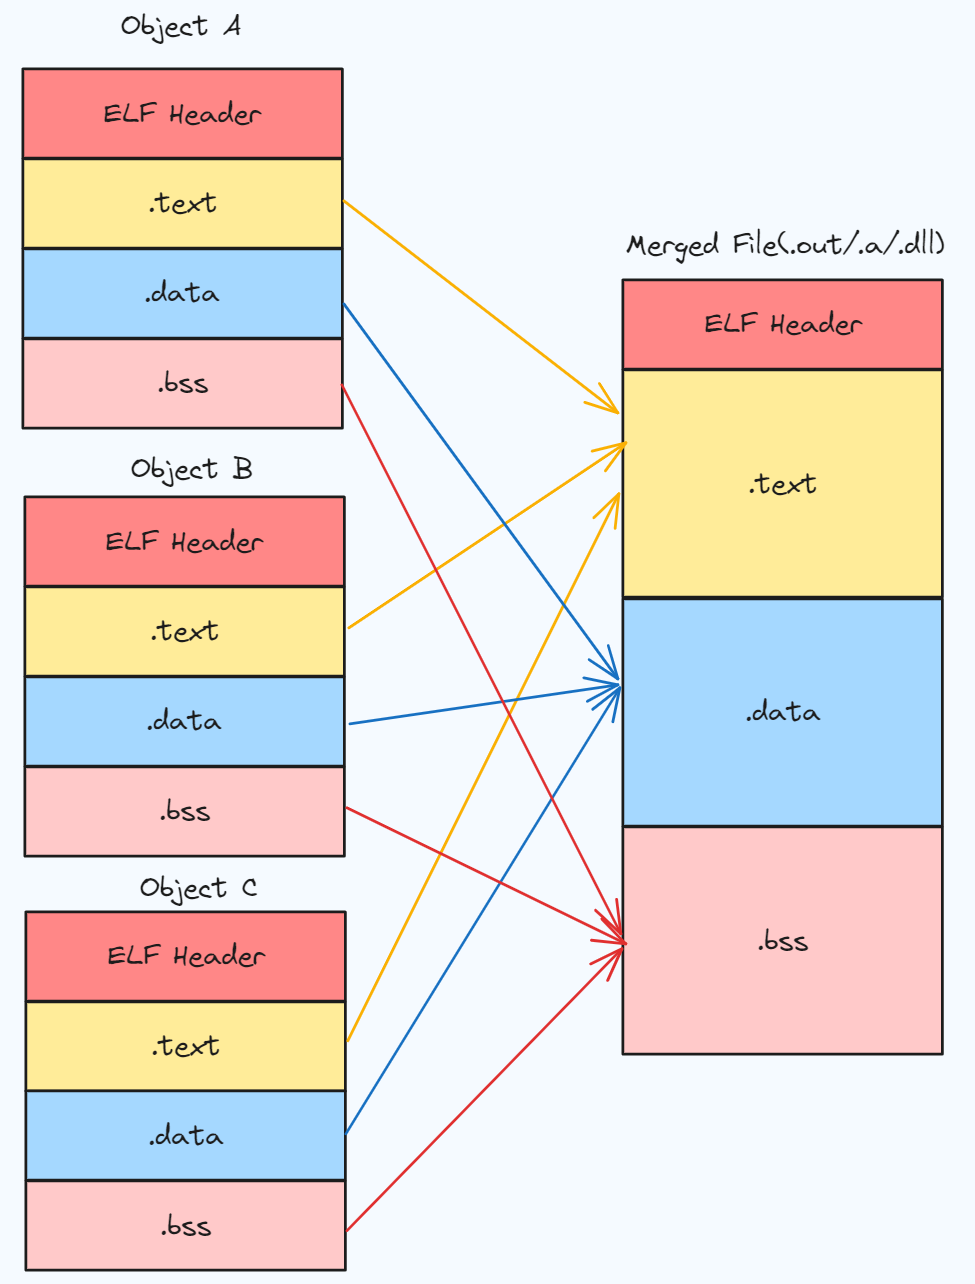 Object A
ELF Header
.text
.data
.bss
Object B
ELF Header
.text
.data
.bss
Object C
ELF Header
.text
.data
.bss
Merged File(.out/.a/.dll)
ELF Header
.text
.data
.bss